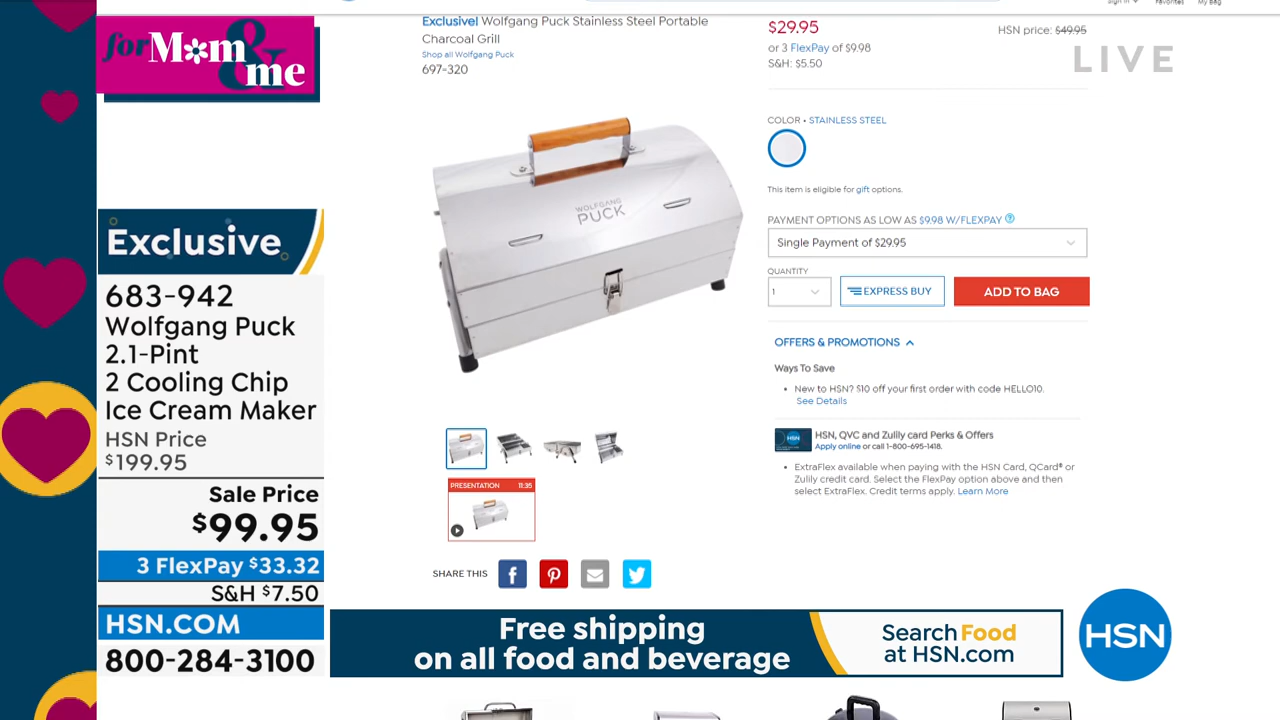 for Mom
&
me
Exclusive
683-942
Wolfgang Puck
2.1-Pint
2 Cooling Chip
Ice Cream Maker
HSN Price
$199.95
Sale Price
$99.95
3 FlexPay $33.32
S&H $7.50
HSN.COM
800-284-3100
Sign In
Favorites
My Bag
Exclusive! Wolfgang Puck Stainless Steel Portable
Charcoal Grill
Shop all Wolfgang Puck
697-320
WOLFGANG
PUCK
PRESENTATION 11:35
SHARE THIS
$29.95
HSN price: $49.95
or 3 FlexPay of $9.98
S&H: $5.50
LIVE
COLOR • STAINLESS STEEL
This item is eligible for gift options.
PAYMENT OPTIONS AS LOW AS $9.98 W/FLEXPAY ?
Single Payment of $29.95
QUANTITY
1
EXPRESS BUY
ADD TO BAG
OFFERS & PROMOTIONS
Ways To Save
• New to HSN? $10 off your first order with code HELLO10.
See Details
HSN
HSN, QVC and Zulily card Perks & Offers
Apply online or call 1-800-695-1418.
• ExtraFlex available when paying with the HSN Card, QCard® or
Zulily credit card. Select the FlexPay option above and then
select ExtraFlex. Credit terms apply. Learn More
Free shipping
on all food and beverage
Search Food
at HSN.com
HSN